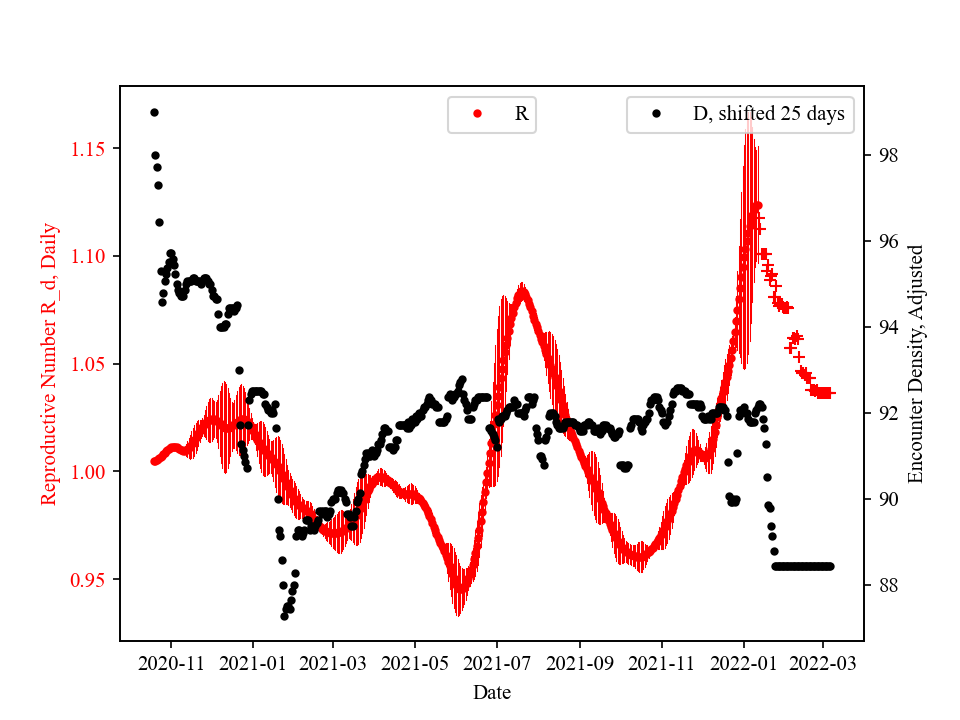 R
D, shifted 25 days
Reproductive Number R_d, Daily
1.15
1.10
1.05
1.00
0.95
98
96
94
92
90
88
Encounter Density, Adjusted
2020-11 2021-01 2021-03 2021-05 2021-07 2021-09 2021-11 2022-01 2022-03
Date